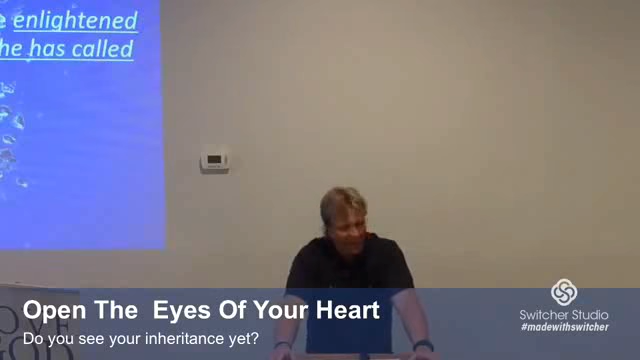 enlightened
he has called
Open The  Eyes Of Your Heart
Do you see your inheritance yet?
Switcher Studio
#madewithswitcher